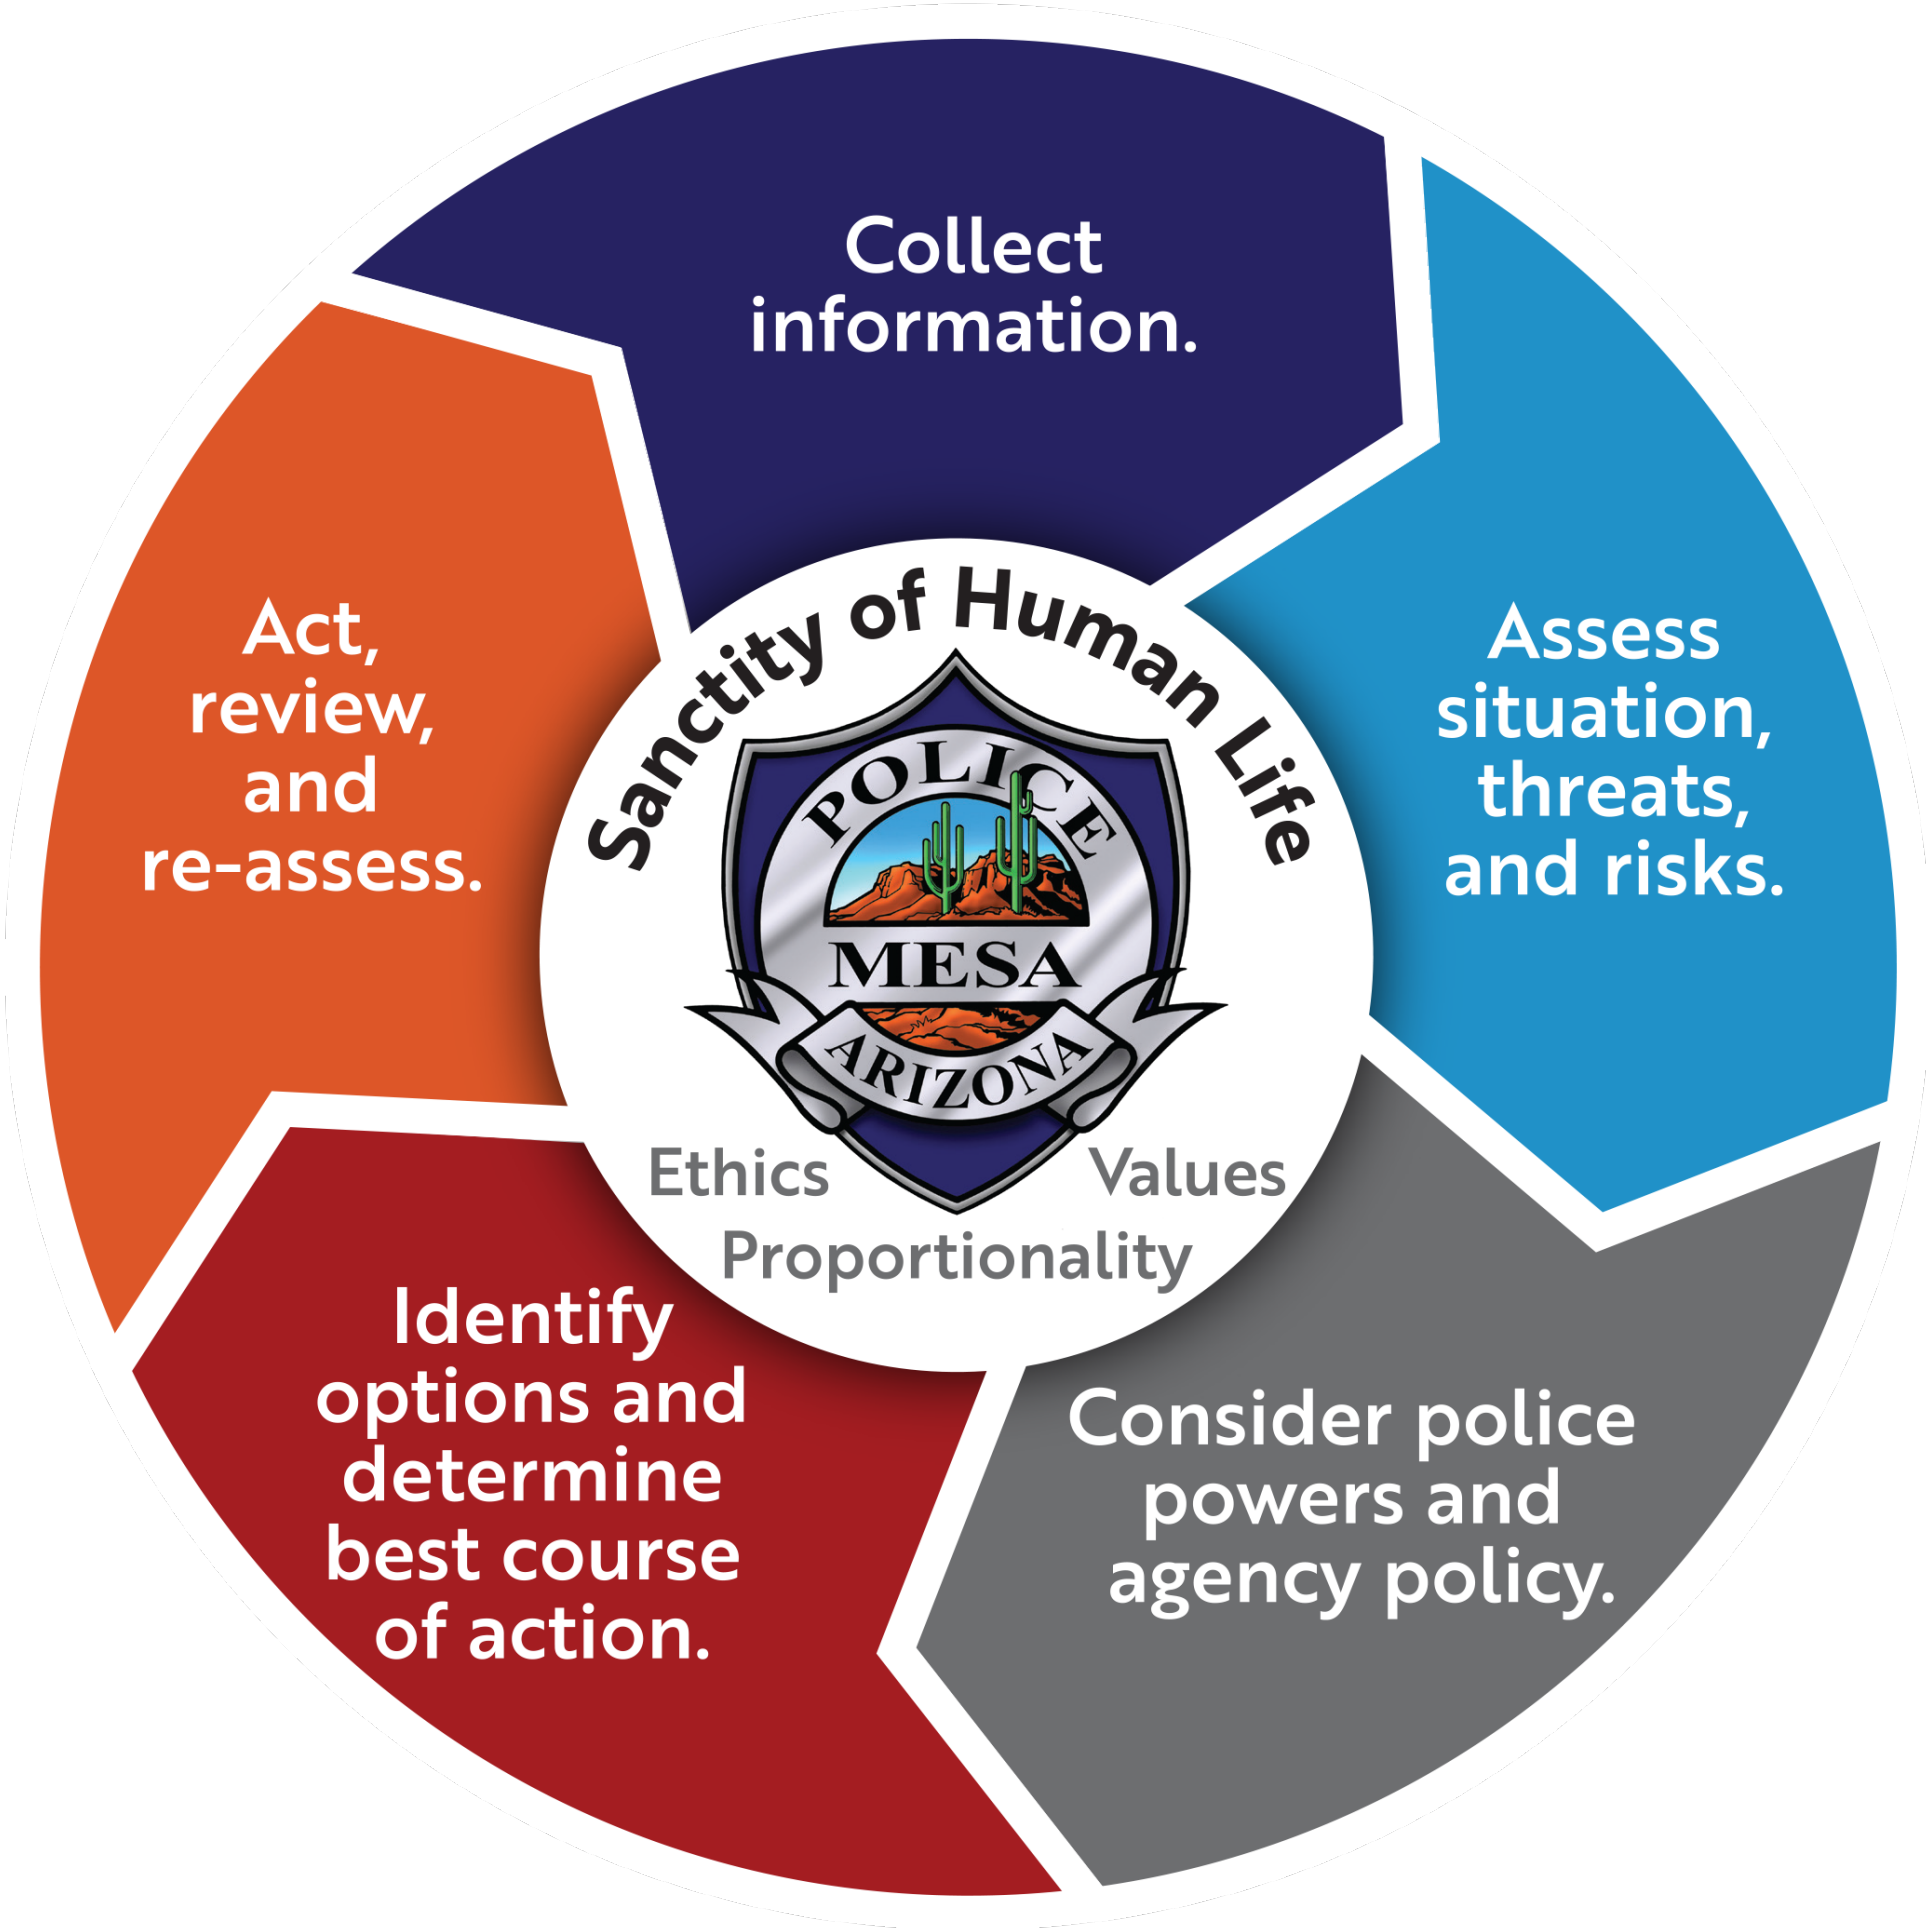 Collect
information.
Assess
situation,
threats,
and risks.
Consider police
powers and
agency policy.
Identify
options and
determine
best course
of action.
Act,
review,
and
re-assess.
Sanctity of Human Life
POLICE
MESA
ARIZONA
Ethics
Values
Proportionality